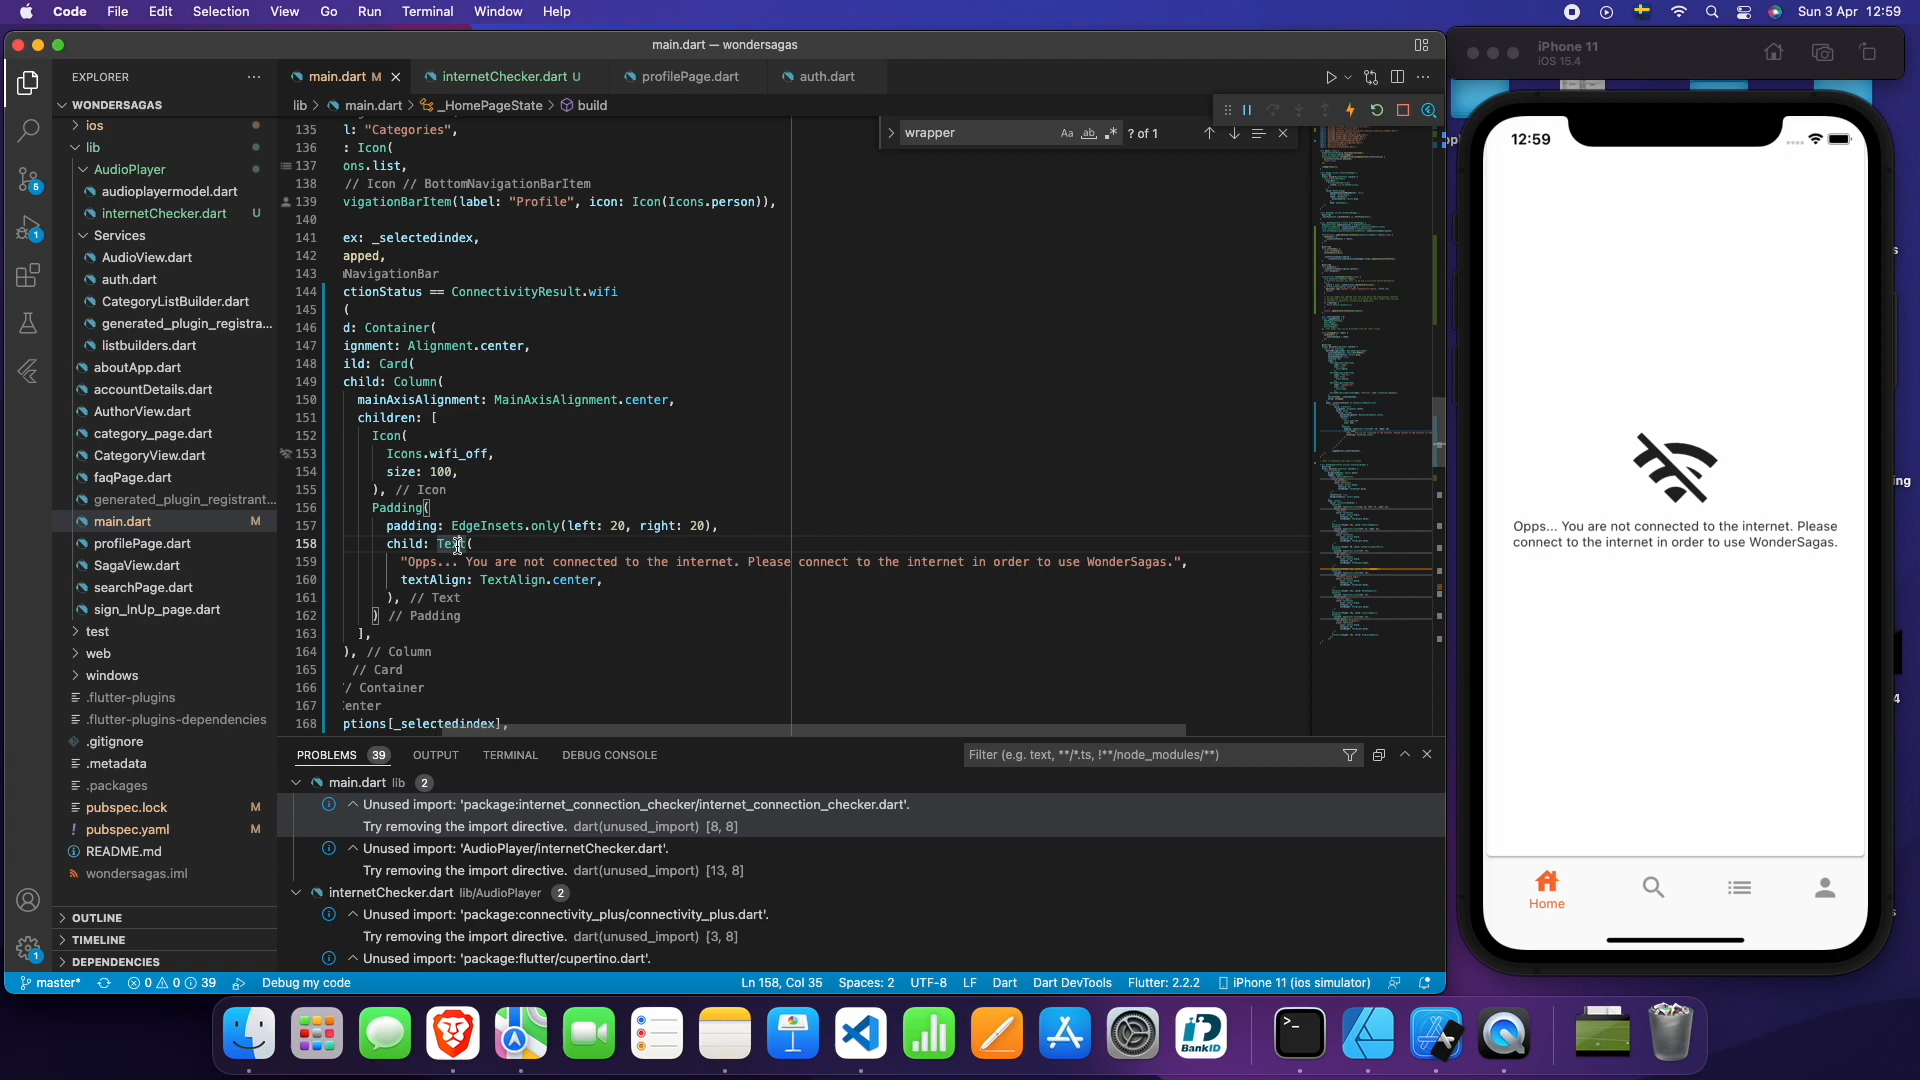 Code File Edit Selection View Go Run Terminal Window Help
Sun 3 Apr 12:59
main.dart — wondersagas
EXPLORER
WONDERSAGAS
ios
lib
AudioPlayer
audioplayermodel.dart
internetChecker.dart U
Services
AudioView.dart
auth.dart
CategoryListBuilder.dart
generated_plugin_registra...
listbuilders.dart
aboutApp.dart
accountDetails.dart
AuthorView.dart
category_page.dart
CategoryView.dart
faqPage.dart
generated_plugin_registrant...
main.dart M
profilePage.dart
SagaView.dart
searchPage.dart
sign_InUp_page.dart
test
web
windows
.flutter-plugins
.flutter-plugins-dependencies
.gitignore
.metadata
.packages
pubspec.lock M
pubspec.yaml M
README.md
wondersagas.iml
OUTLINE
TIMELINE
DEPENDENCIES
5
1
1
main.dart M
internetChecker.dart U
profilePage.dart
auth.dart
lib > main.dart > _HomePageState > build
wrapper
Aa ab ? of 1
135 l: "Categories",
136 : Icon(
137 ons.list,
138 // Icon // BottomNavigationBarItem
139 vigationBarItem(label: "Profile", icon: Icon(Icons.person)),
140
141 ex: _selectedindex,
142 apped,
143 NavigationBar
144 ctionStatus == ConnectivityResult.wifi
145 (
146 d: Container(
147 ignment: Alignment.center,
148 ild: Card(
149 child: Column(
150 mainAxisAlignment: MainAxisAlignment.center,
151 children: [
152 Icon(
153 Icons.wifi_off,
154 size: 100,
155 ), // Icon
156 Padding(
157 padding: EdgeInsets.only(left: 20, right: 20),
158 child: Text(
159 "Opps... You are not connected to the internet. Please connect to the internet in order to use WonderSagas.",
160 textAlign: TextAlign.center,
161 ), // Text
162 ) // Padding
163 ],
164 ), // Column
165 // Card
166 / Container
167 enter
168 ptions[_selectedindex],
PROBLEMS 39 OUTPUT TERMINAL DEBUG CONSOLE
Filter (e.g. text, **/*.ts, !**/node_modules/**)
main.dart lib 2
Unused import: 'package:internet_connection_checker/internet_connection_checker.dart'.
Try removing the import directive. dart(unused_import) [8, 8]
Unused import: 'AudioPlayer/internetChecker.dart'.
Try removing the import directive. dart(unused_import) [13, 8]
internetChecker.dart lib/AudioPlayer 2
Unused import: 'package:connectivity_plus/connectivity_plus.dart'.
Try removing the import directive. dart(unused_import) [3, 8]
Unused import: 'package:flutter/cupertino.dart'.
master* 0 0 39 Debug my code
Ln 158, Col 35 Spaces: 2 UTF-8 LF Dart Dart DevTools Flutter: 2.2.2 iPhone 11 (ios simulator)
iPhone 11
iOS 15.4
12:59
Opps... You are not connected to the internet. Please
connect to the internet in order to use WonderSagas.
Home
BankID